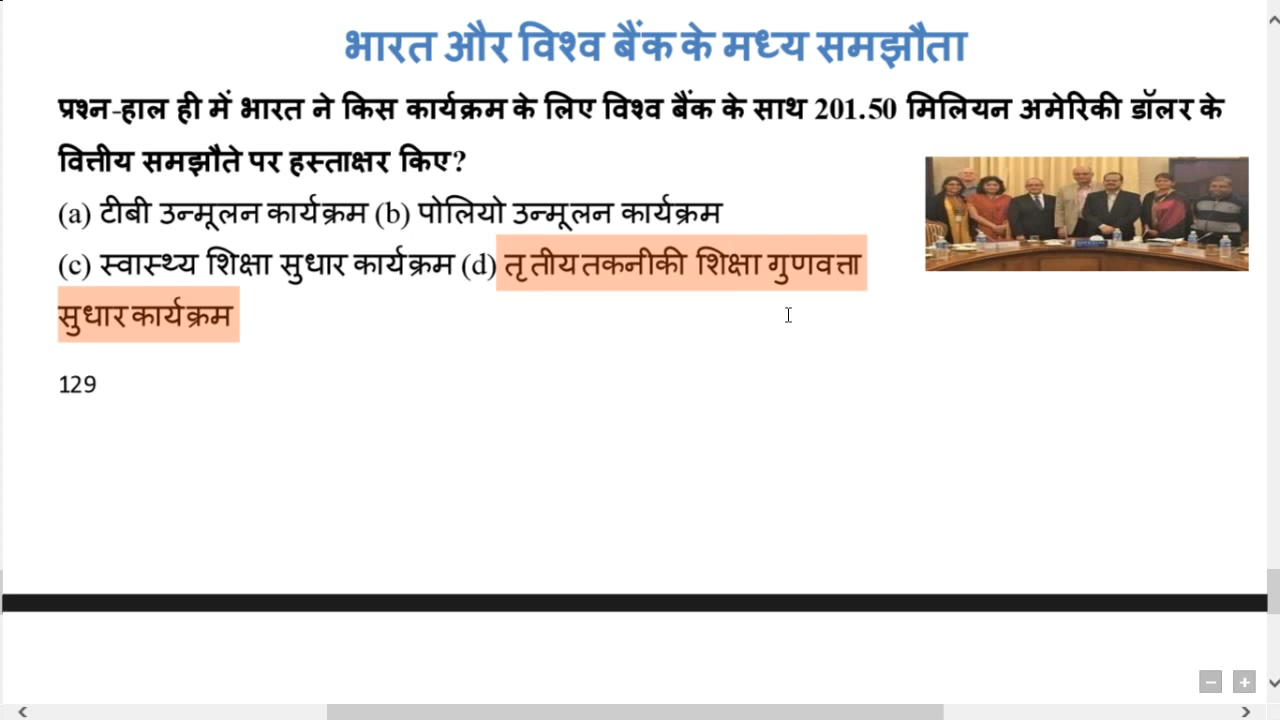 भारत और विश्व बैंक के मध्य समझौता
प्रश्न-हाल ही में भारत ने किस कार्यक्रम के लिए विश्व बैंक के साथ 201.50 मिलियन अमेरिकी डॉलर के
वित्तीय समझौते पर हस्ताक्षर किए?
(a) टीबी उन्मूलन कार्यक्रम (b) पोलियो उन्मूलन कार्यक्रम
(c) स्वास्थ्य शिक्षा सुधार कार्यक्रम (d) तृतीय तकनीकी शिक्षा गुणवत्ता
सुधार कार्यक्रम
129